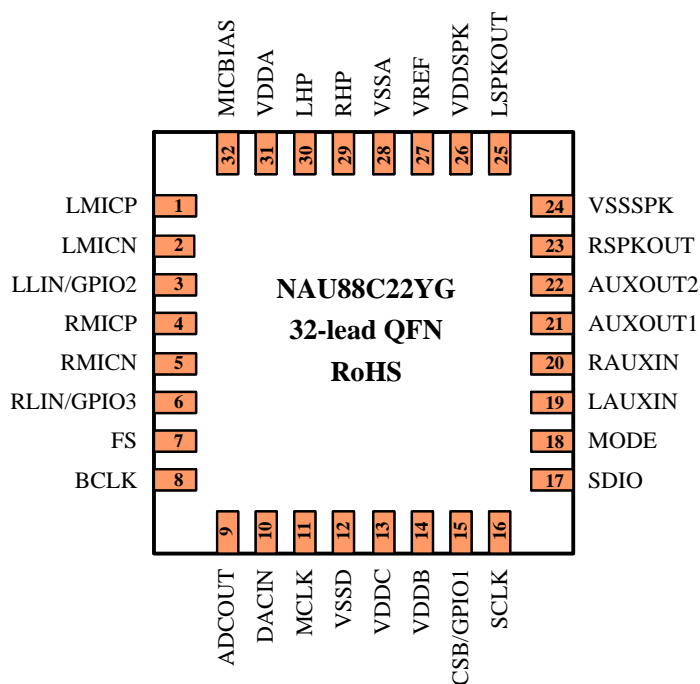 MICBIAS
VDDA
LHP
RHP
VSSA
VREF
VDDSPK
LSPKOUT
32
31
30
29
28
27
26
25
LMICP 1
LMICN 2
LLIN/GPIO2 3
RMICP 4
RMICN 5
RLIN/GPIO3 6
FS 7
BCLK 8
NAU88C22YG
32-lead QFN
RoHS
24 VSSSPK
23 RSPKOUT
22 AUXOUT2
21 AUXOUT1
20 RAUXIN
19 LAUXIN
18 MODE
17 SDIO
9
10
11
12
13
14
15
16
ADCOUT
DACIN
MCLK
VSSD
VDDC
VDDB
CSB/GPIO1
SCLK